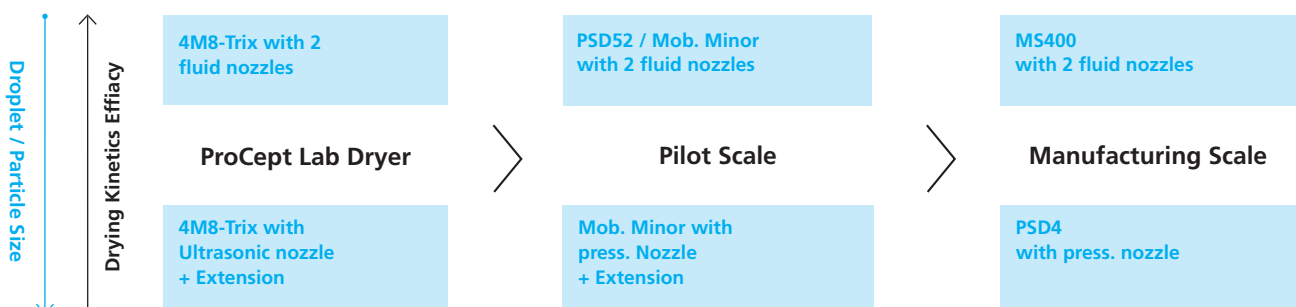 Droplet / Particle Size
Drying Kinetics Effiacy
4M8-Trix with 2
fluid nozzles
PSD52 / Mob. Minor
with 2 fluid nozzles
MS400
with 2 fluid nozzles
ProCept Lab Dryer
Pilot Scale
Manufacturing Scale
4M8-Trix with
Ultrasonic nozzle
+ Extension
Mob. Minor with
press. Nozzle
+ Extension
PSD4
with press. nozzle